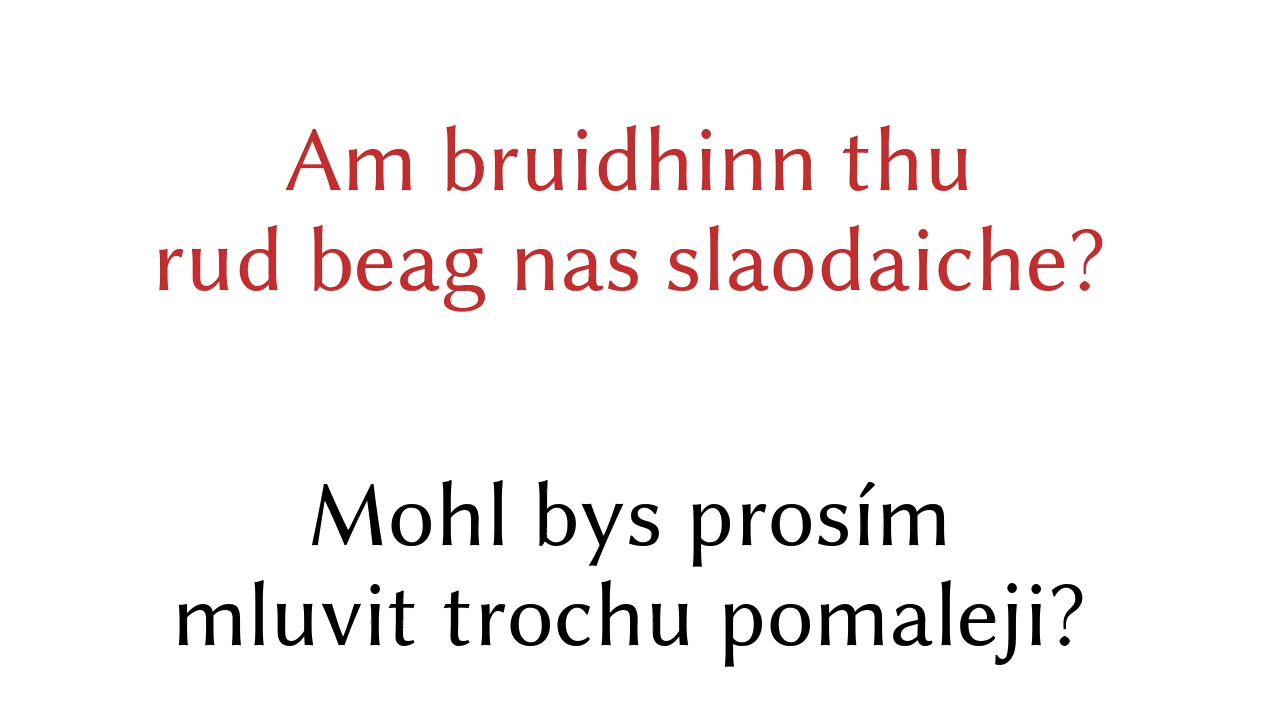 Am bruidhinn thu
rud beag nas slaodaiche?
Mohl bys prosím
mluvit trochu pomaleji?